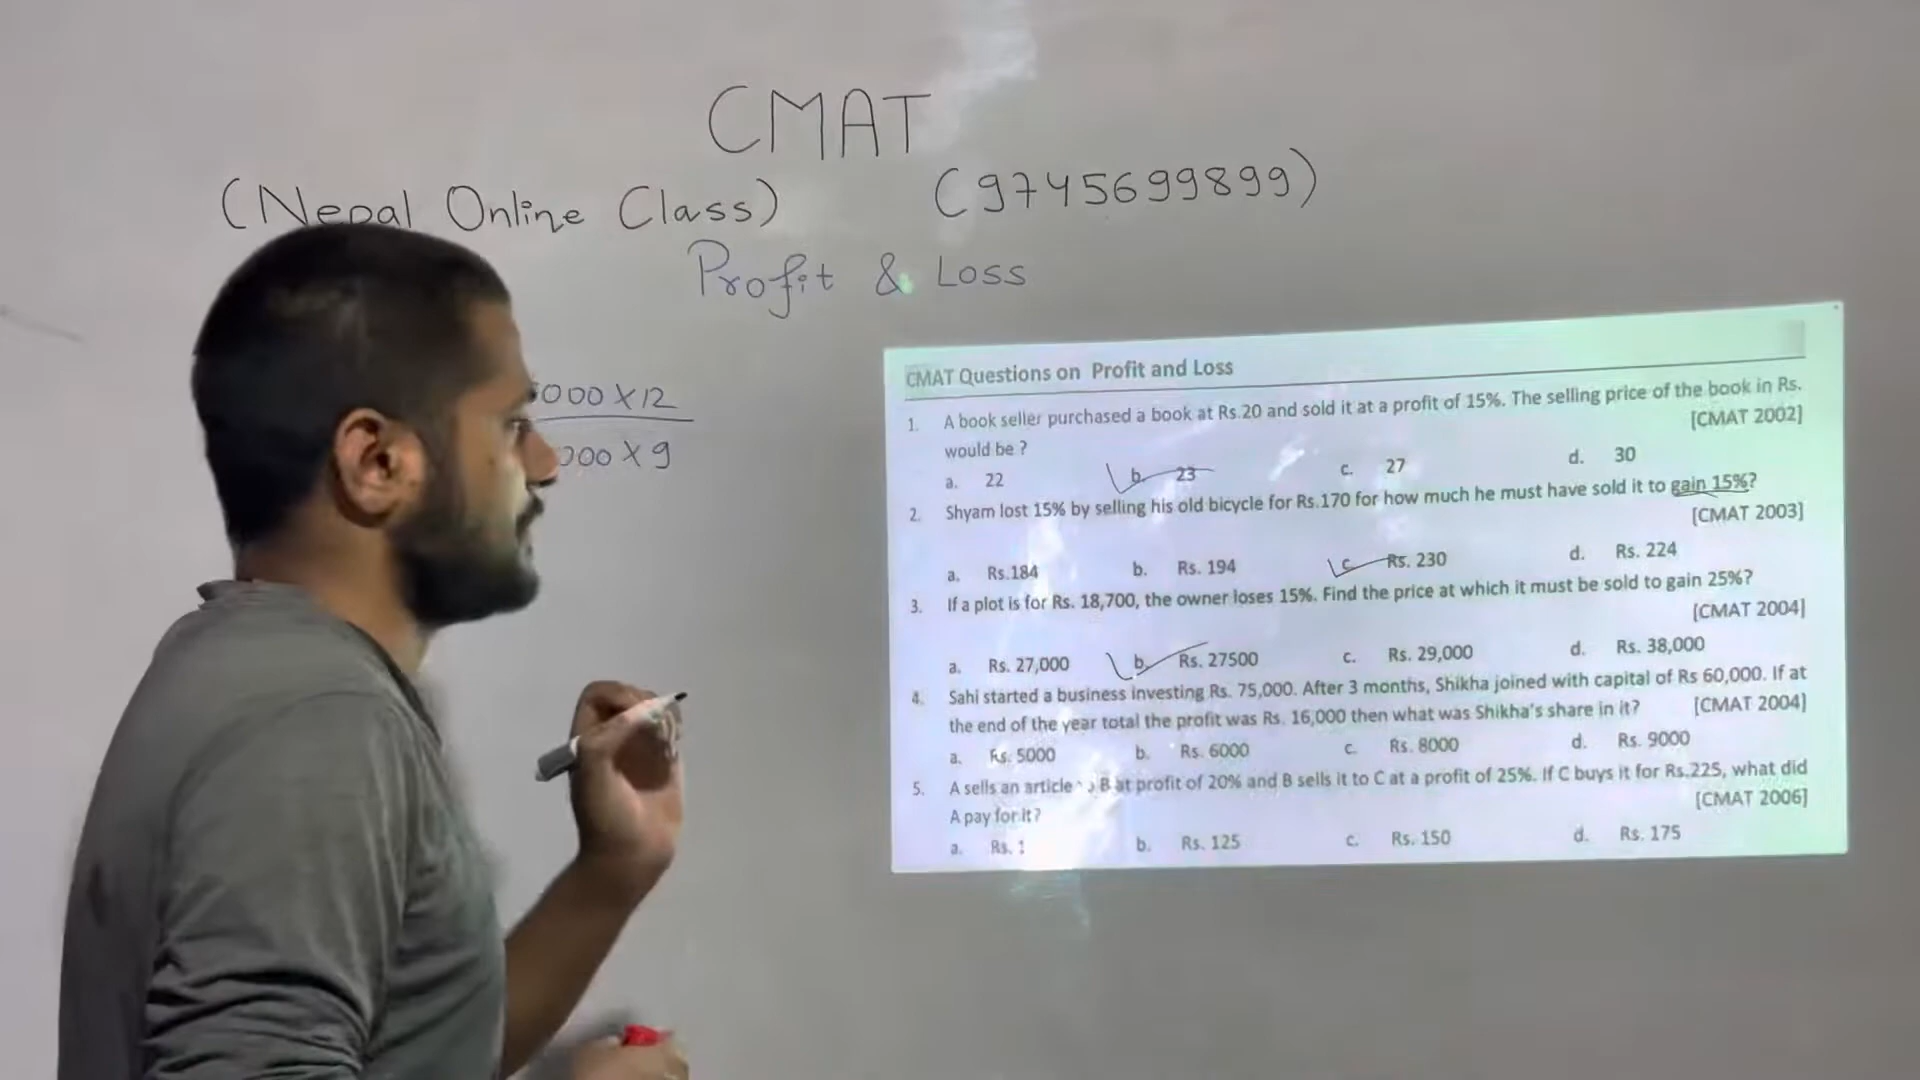 CMAT
(Nepal Online Class) (9745699899)
Profit & Loss
000 X 12
000 X 9
CMAT Questions on Profit and Loss
1. A book seller purchased a book at Rs.20 and sold it at a profit of 15%. The selling price of the book in Rs.
would be ? [CMAT 2002]
a. 22 b. 23 c. 27 d. 30
2. Shyam lost 15% by selling his old bicycle for Rs.170 for how much he must have sold it to gain 15%?
[CMAT 2003]
a. Rs.184 b. Rs. 194 c. Rs. 230 d. Rs. 224
3. If a plot is for Rs. 18,700, the owner loses 15%. Find the price at which it must be sold to gain 25%?
[CMAT 2004]
a. Rs. 27,000 b. Rs. 27500 c. Rs. 29,000 d. Rs. 38,000
4. Sahi started a business investing Rs. 75,000. After 3 months, Shikha joined with capital of Rs 60,000. If at
the end of the year total the profit was Rs. 16,000 then what was Shikha's share in it? [CMAT 2004]
a. Rs. 5000 b. Rs. 6000 c. Rs. 8000 d. Rs. 9000
5. A sells an article B at profit of 20% and B sells it to C at a profit of 25%. If C buys it for Rs.225, what did
A pay for it? [CMAT 2006]
a. Rs. 1 b. Rs. 125 c. Rs. 150 d. Rs. 175